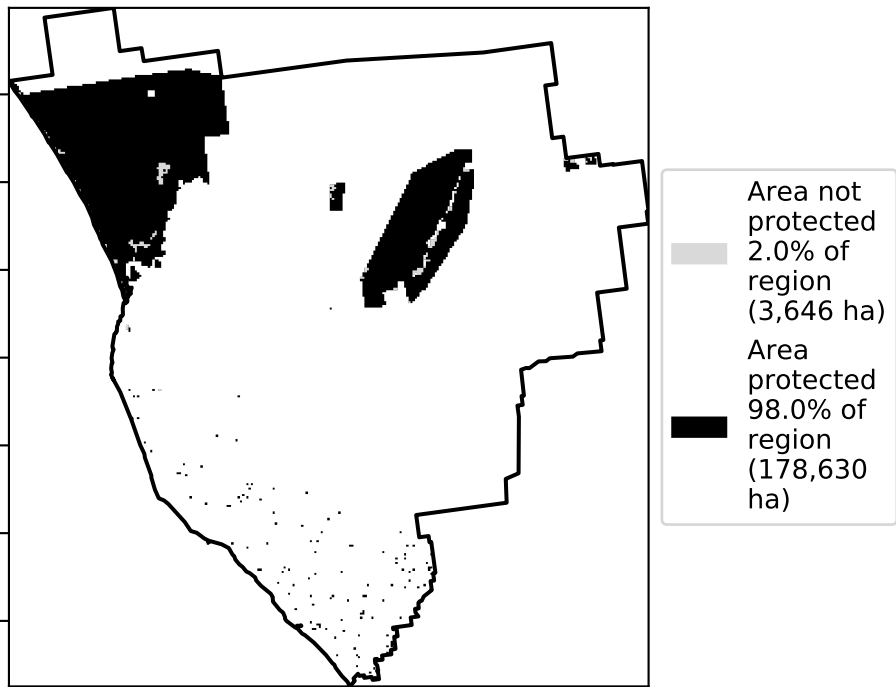 Area not
protected
2.0% of
region
(3,646 ha)
Area
protected
98.0% of
region
(178,630
ha)